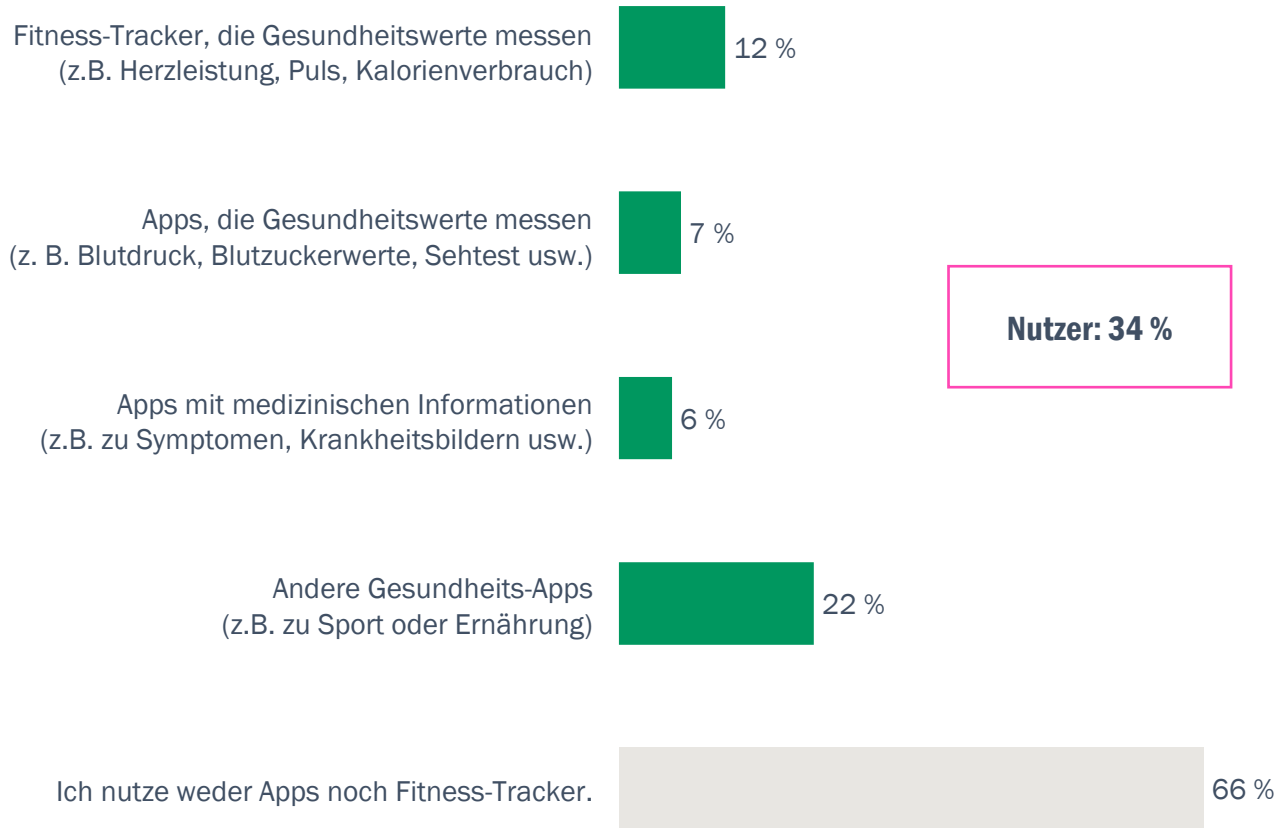 Fitness-Tracker, die Gesundheitswerte messen
(z.B. Herzleistung, Puls, Kalorienverbrauch)
12 %
Apps, die Gesundheitswerte messen
(z. B. Blutdruck, Blutzuckerwerte, Sehtest usw.)
7 %
Nutzer: 34 %
Apps mit medizinischen Informationen
(z.B. zu Symptomen, Krankheitsbildern usw.)
6 %
Andere Gesundheits-Apps
(z.B. zu Sport oder Ernährung)
22 %
Ich nutze weder Apps noch Fitness-Tracker.
66 %